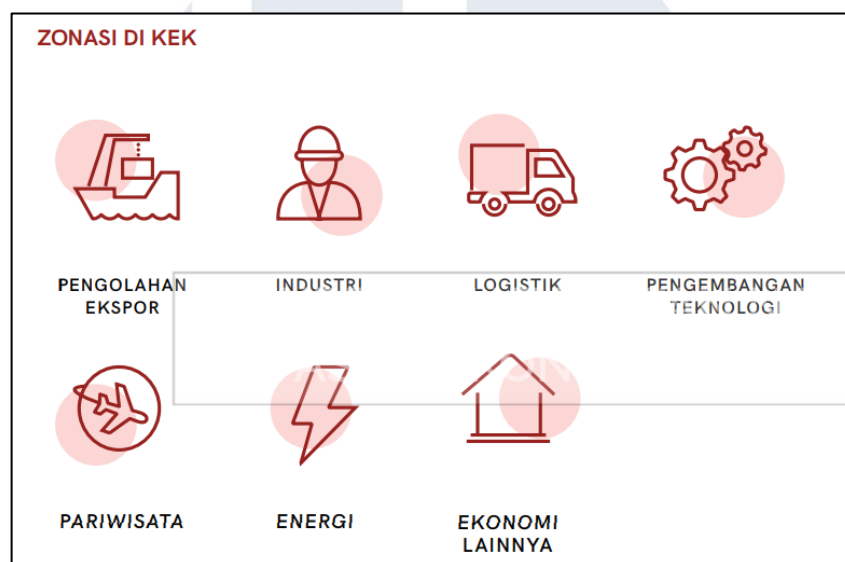 ZONASI DI KEK
PENGOLAHAN
EKSPOR
INDUSTRI
LOGISTIK
PENGEMBANGAN
TEKNOLOGI
PARIWISATA
ENERGI
EKONOMI
LAINNYA